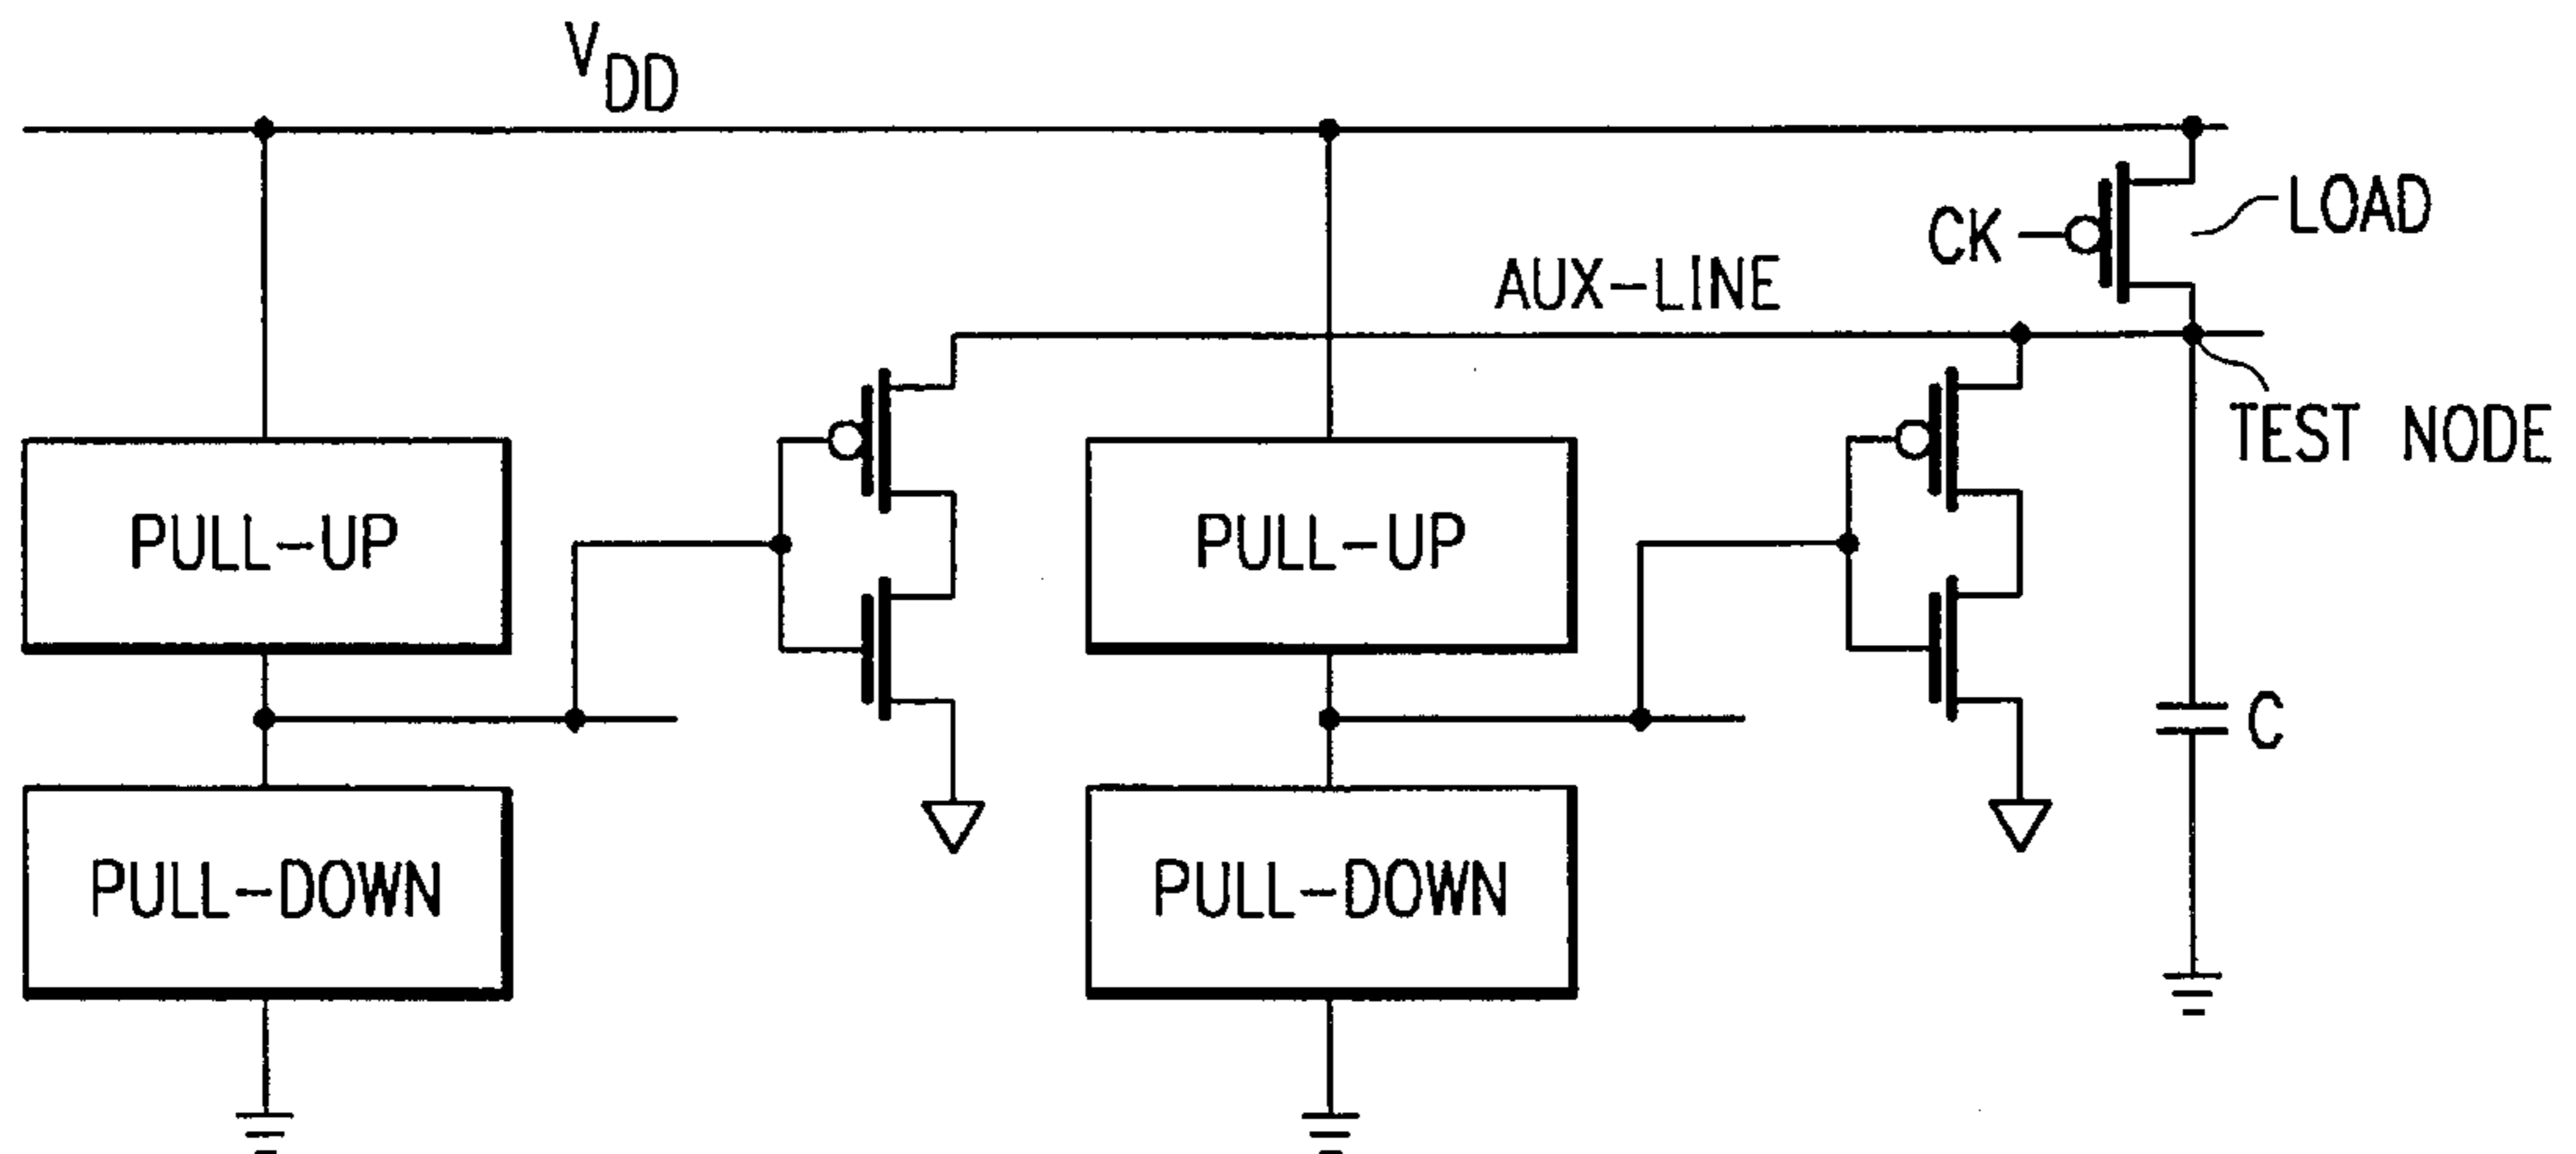 VDD
CK
LOAD
AUX-LINE
TEST NODE
PULL-UP
PULL-UP
C
PULL-DOWN
PULL-DOWN